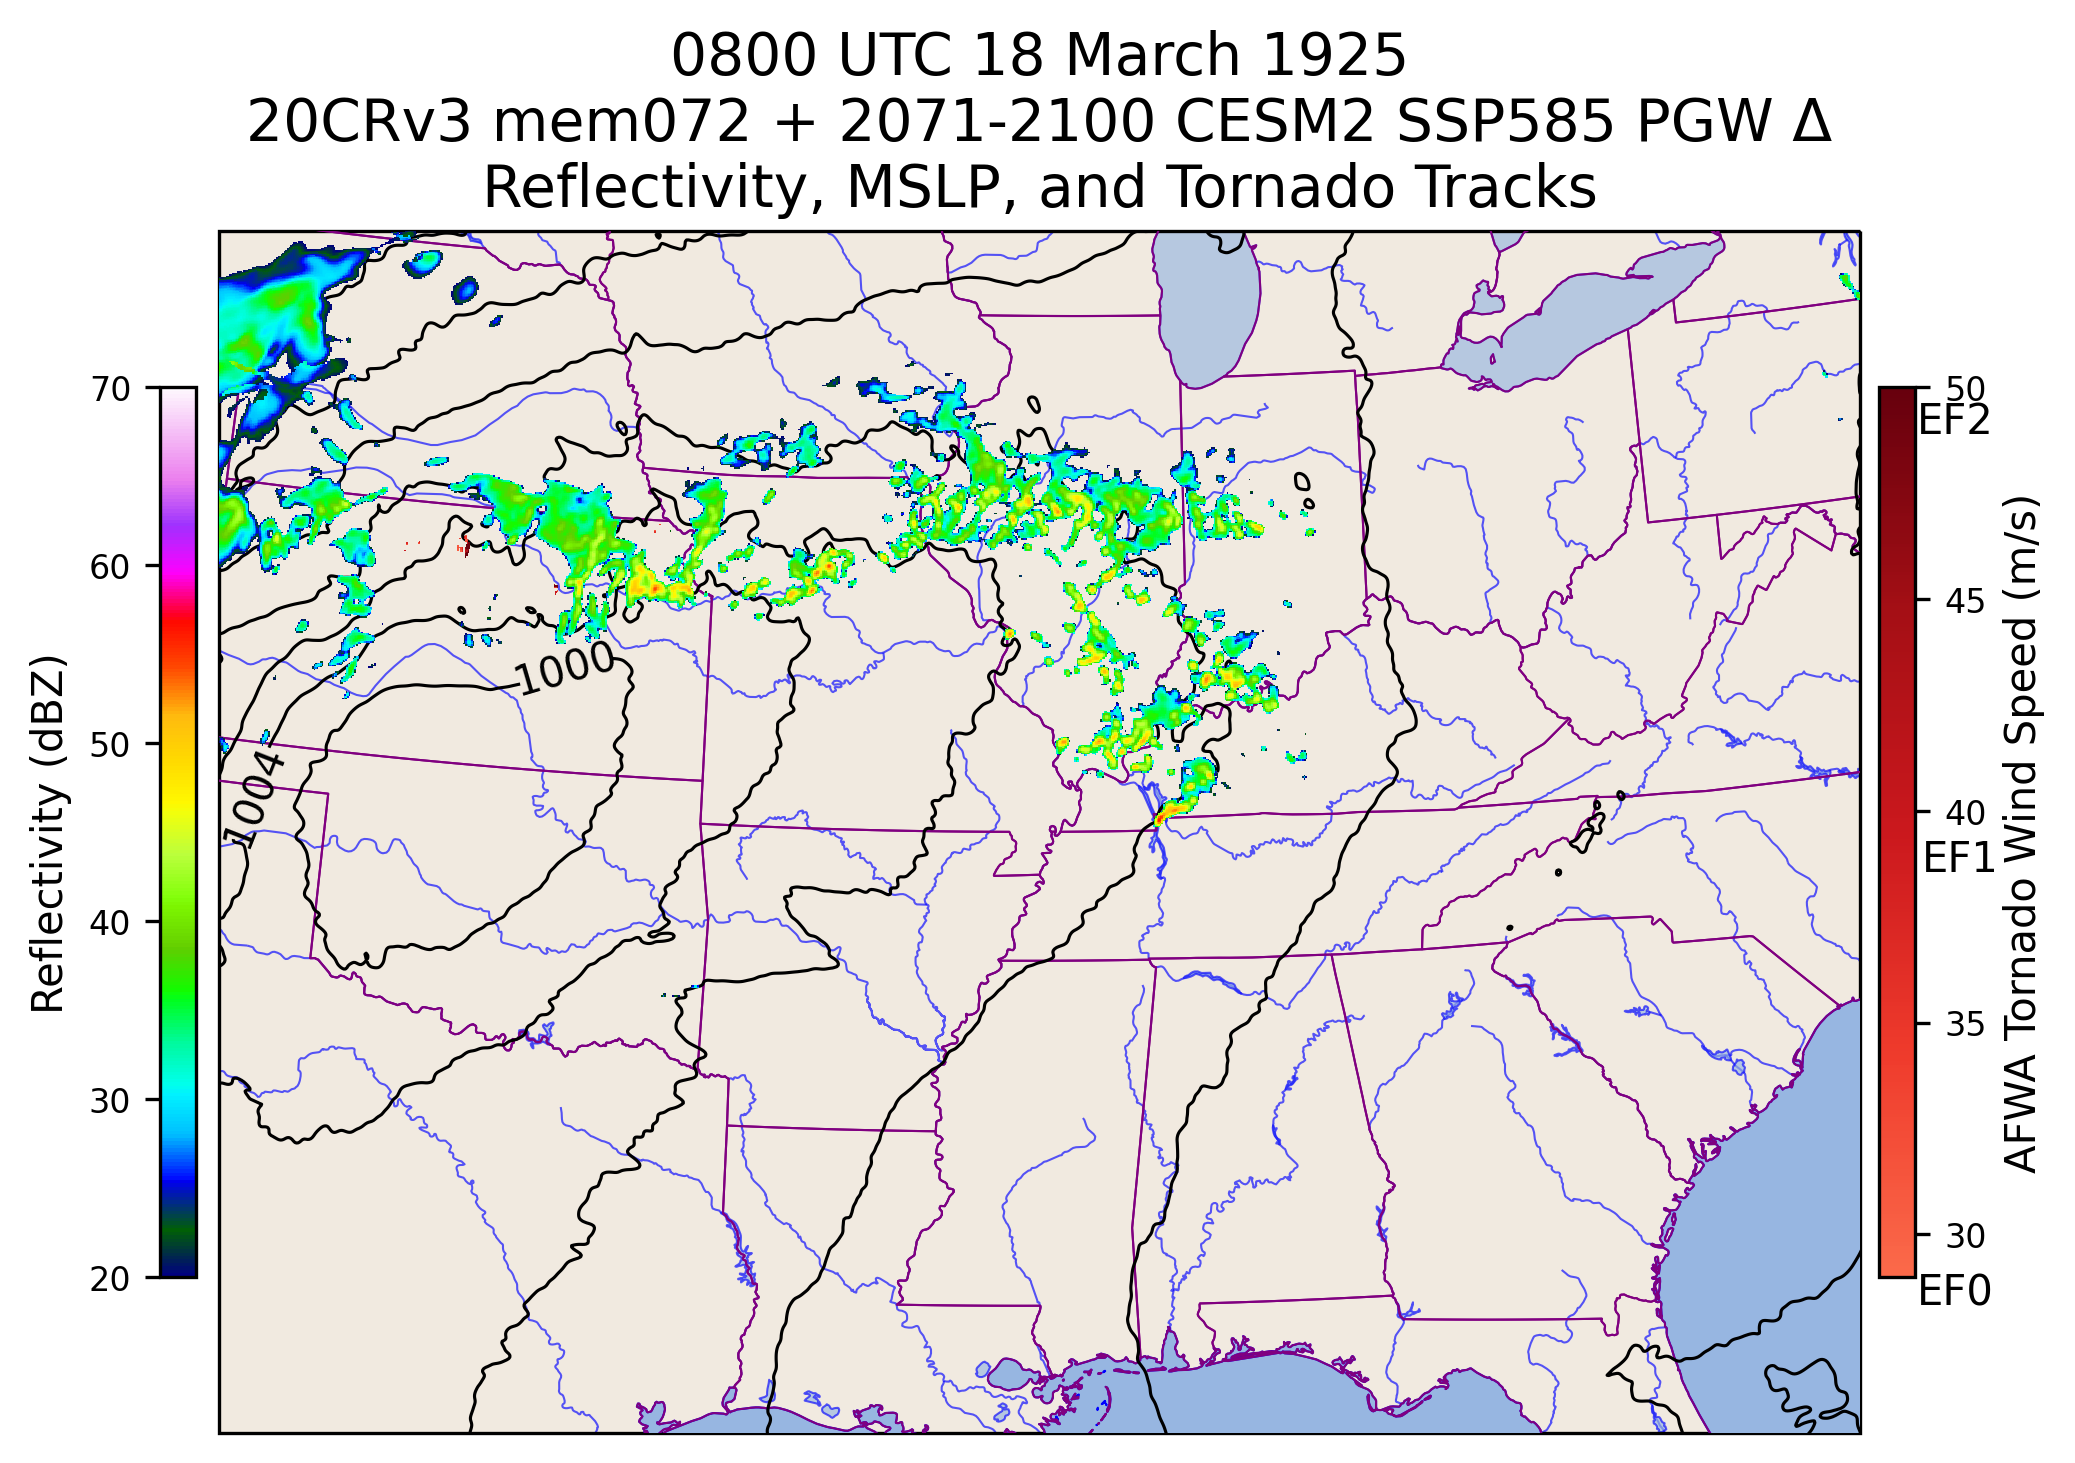 0800 UTC 18 March 1925
20CRv3 mem072 + 2071-2100 CESM2 SSP585 PGW Δ
Reflectivity, MSLP, and Tornado Tracks
70
60
50
40
30
20
Reflectivity (dBZ)
1000
1004
50
EF2
45
40
EF1
35
30
EF0
AFWA Tornado Wind Speed (m/s)